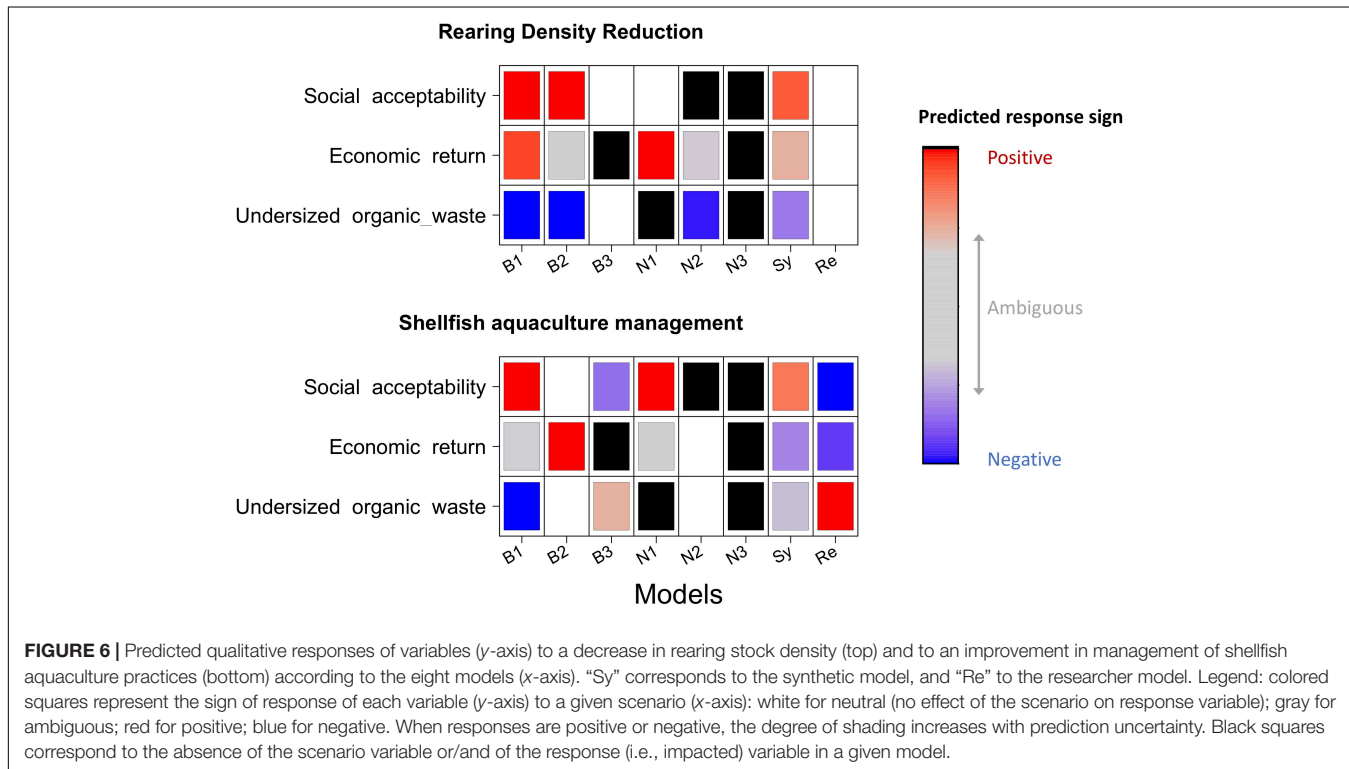 Rearing Density Reduction
Social acceptability
Economic return
Undersized organic_waste
B1 B2 B3 N1 N2 N3 Sy Re
Shellfish aquaculture management
Social acceptability
Economic return
Undersized organic waste
B1 B2 B3 N1 N2 N3 Sy Re
Models
Predicted response sign
Positive
Ambiguous
Negative
FIGURE 6 | Predicted qualitative responses of variables (y-axis) to a decrease in rearing stock density (top) and to an improvement in management of shellfish
aquaculture practices (bottom) according to the eight models (x-axis). “Sy” corresponds to the synthetic model, and “Re” to the researcher model. Legend: colored
squares represent the sign of response of each variable (y-axis) to a given scenario (x-axis): white for neutral (no effect of the scenario on response variable); gray for
ambiguous; red for positive; blue for negative. When responses are positive or negative, the degree of shading increases with prediction uncertainty. Black squares
correspond to the absence of the scenario variable or/and of the response (i.e., impacted) variable in a given model.